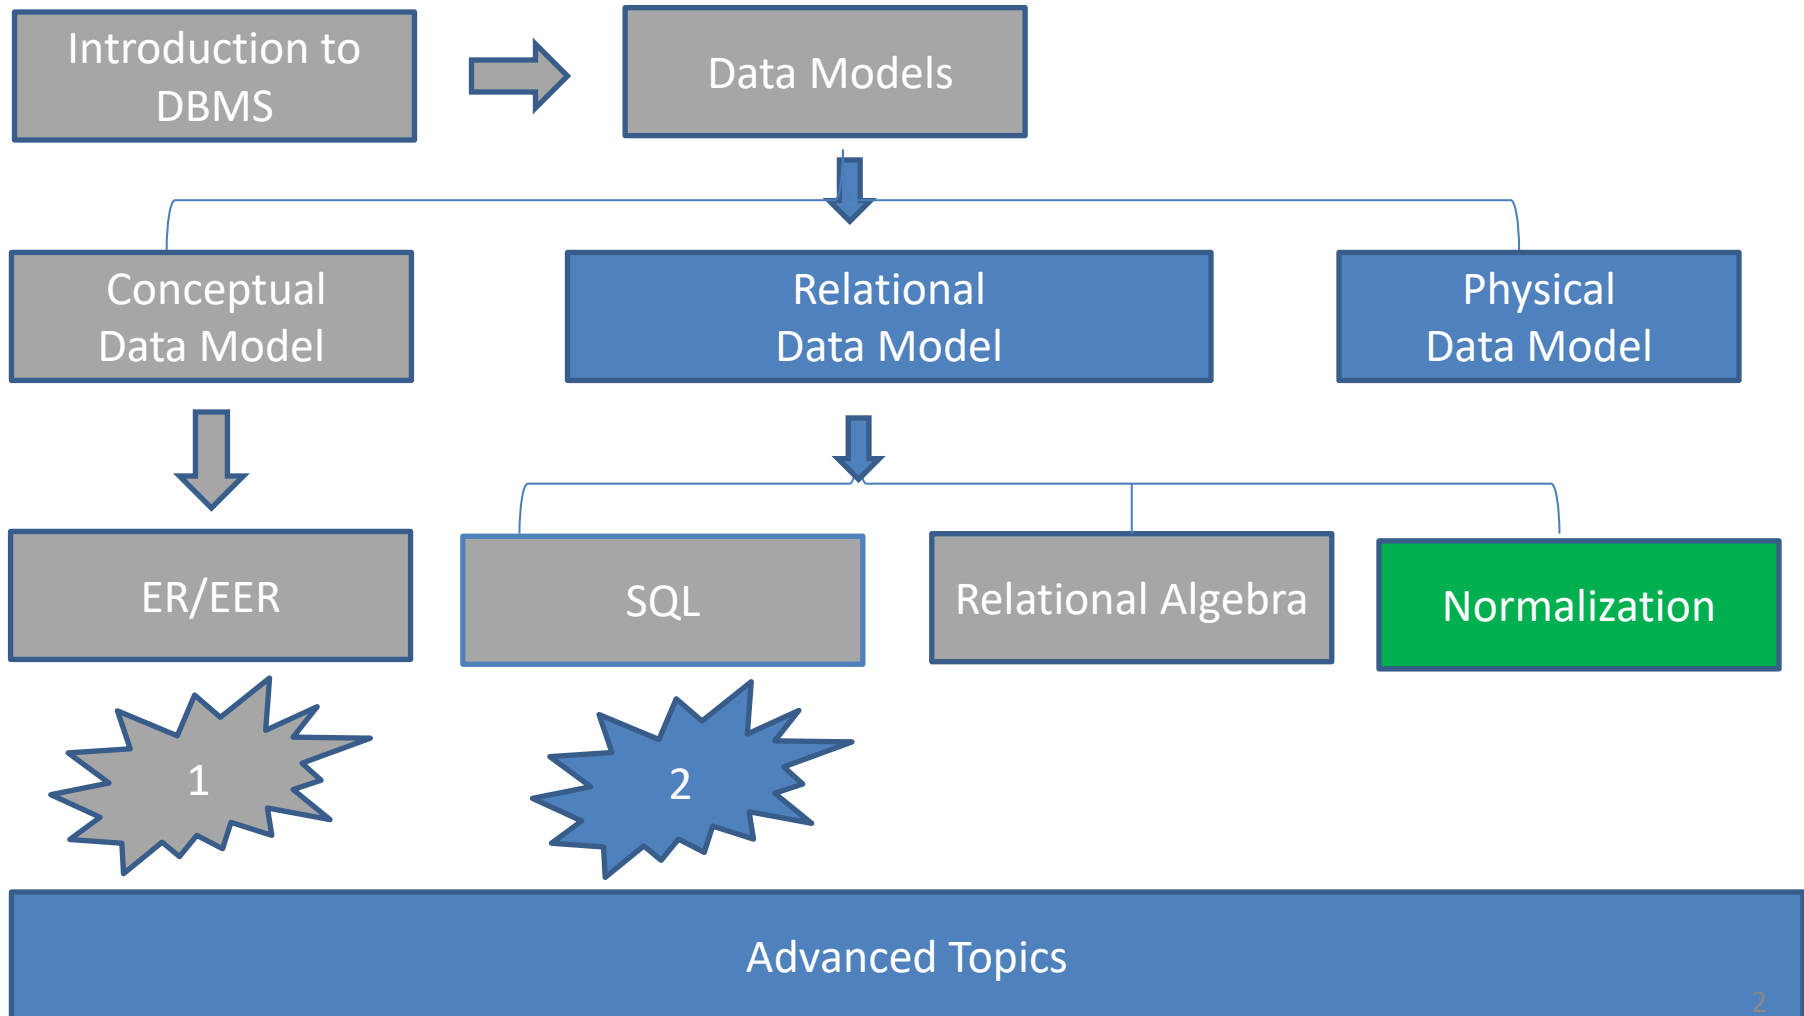 Introduction to
DBMS
Data Models
Conceptual
Data Model
Relational
Data Model
Physical
Data Model
ER/EER
SQL
Relational Algebra
Normalization
1
2
Advanced Topics
2